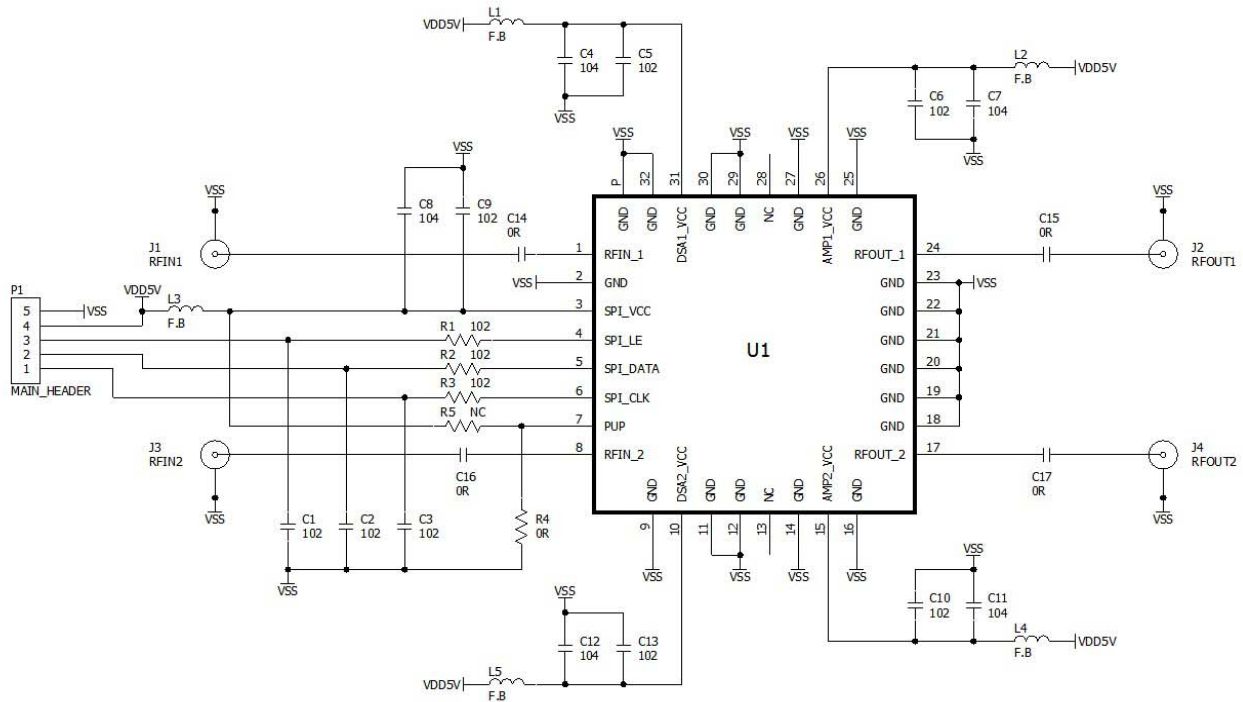 L1
VDD5V
F.B
C4
104
C5
102
VSS
L2
VDD5V
F.B
C6
102
C7
104
VSS
VSS
VSS
VSS
VSS
P
32
31
30
29
28
27
26
25
GND
GND
DSA1_VCC
GND
GND
NC
GND
AMP1_VCC
GND
VSS
C8
104
C9
102
VSS
J1
RFIN1
C14
0R
1
RFIN_1
VSS
2
GND
VDD5V
L3
F.B
3
SPI_VCC
P1
5
4
3
2
1
MAIN_HEADER
VSS
R1 102
4
SPI_LE
R2 102
5
SPI_DATA
R3 102
6
SPI_CLK
R5 NC
7
PUP
J3
RFIN2
C16
0R
8
RFIN_2
VSS
U1
RFOUT_1
24
C15
0R
VSS
J2
RFOUT1
GND
23
VSS
GND
22
GND
21
GND
20
GND
19
GND
18
RFOUT_2
17
C17
0R
J4
RFOUT2
VSS
C1
102
C2
102
C3
102
R4
0R
VSS
GND
DSA2_VCC
GND
GND
NC
GND
AMP2_VCC
GND
9
10
11
12
13
14
15
16
VSS
VSS
VSS
VSS
VSS
C12
104
C13
102
VDD5V
L5
F.B
VSS
C10
102
C11
104
L4
F.B
VDD5V